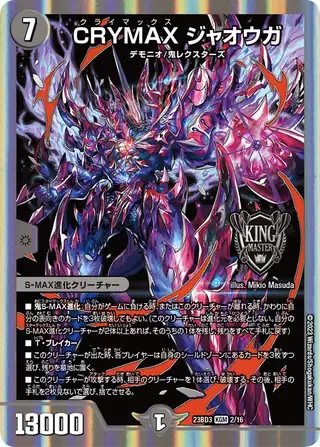 7
クライマックス
CRYMAX ジャオウガ
デモニオ/鬼レクスターズ
KING
MASTER
illus. Mikio Masuda
S-MAX進化クリーチャー
■鬼S-MAX進化:自分がゲームに負ける時、またはこのクリーチャーが離れる時、かわりに自分の表向きのカードを3枚破壊してもよい。(このクリーチャーは進化元を必要としない。自分のS-MAX進化クリーチャーが2体以上あれば、そのうちの1体を残し、残りをすべて手札に戻す)
■T・ブレイカー
■このクリーチャーが出た時、各プレイヤーは自身のシールドゾーンにあるカードを3枚ずつ選び、残りを墓地に置く。
■このクリーチャーが攻撃する時、相手のクリーチャーを1体選び、破壊する。その後、相手の手札を2枚見ないで選び、捨てさせる。
13000
T
23BD3 KGM 2/16
©2023 Wizards/Shogakukan/WHC